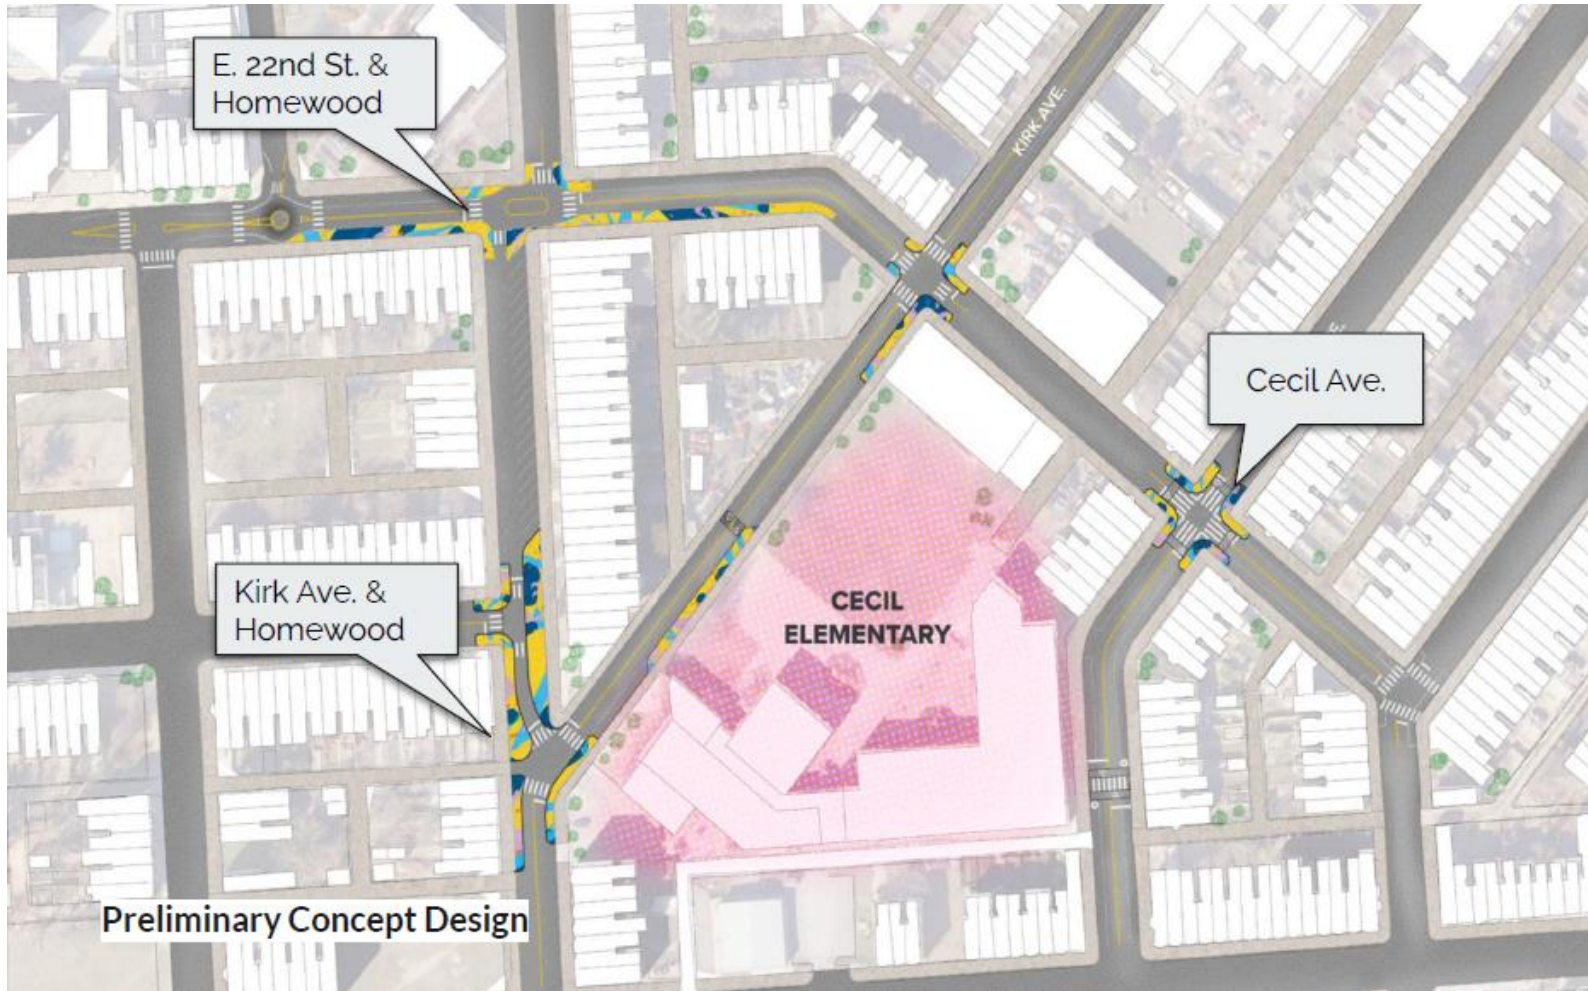 E. 22nd St. &
Homewood
KIRK AVE.
Cecil Ave.
Kirk Ave. &
Homewood
CECIL
ELEMENTARY
Preliminary Concept Design